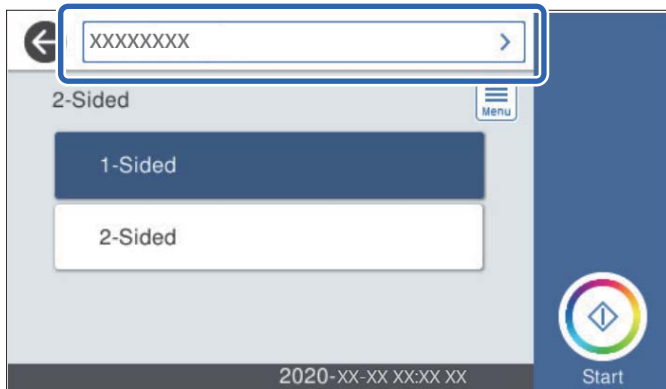 XXXXXXXX
2-Sided
Menu
1-Sided
2-Sided
2020-XX-XX XX:XX XX
Start